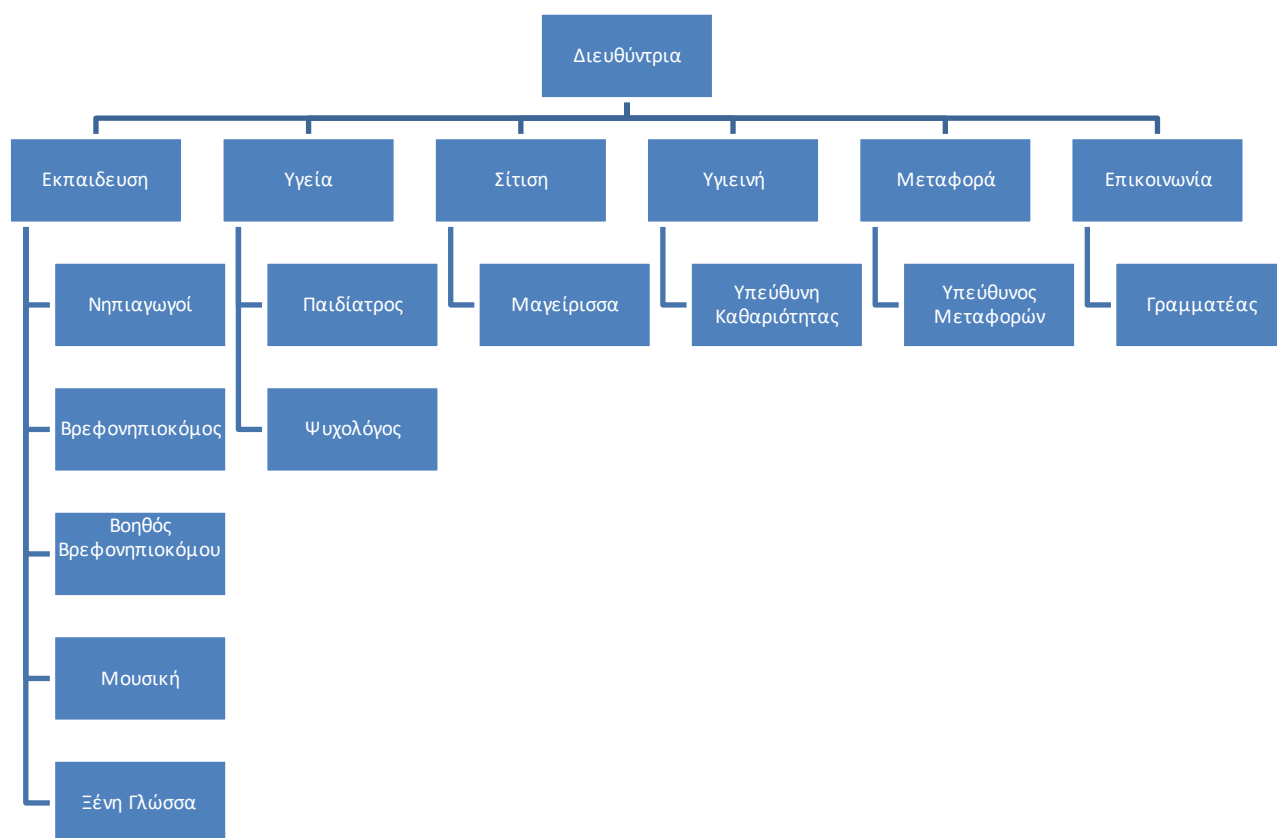 Διευθύντρια
Εκπαιδευση
Υγεία
Σίτιση
Υγιεινή
Μεταφορά
Επικοινωνία
Νηπιαγωγοί
Παιδίατρος
Μαγείρισσα
Υπεύθυνη
Καθαριότητας
Υπεύθυνος
Μεταφορών
Γραμματέας
Βρεφονηπιοκόμος
Ψυχολόγος
Βοηθός
Βρεφονηπιοκόμου
Μουσική
Ξένη Γλώσσα